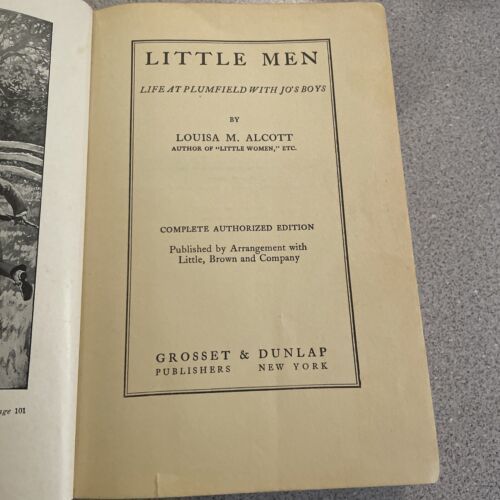 LITTLE MEN
LIFE AT PLUMFIELD WITH JO'S BOYS
BY
LOUISA M. ALCOTT
AUTHOR OF "LITTLE WOMEN," ETC.
COMPLETE AUTHORIZED EDITION
Published by Arrangement with
Little, Brown and Company
GROSSET & DUNLAP
PUBLISHERS NEW YORK
101